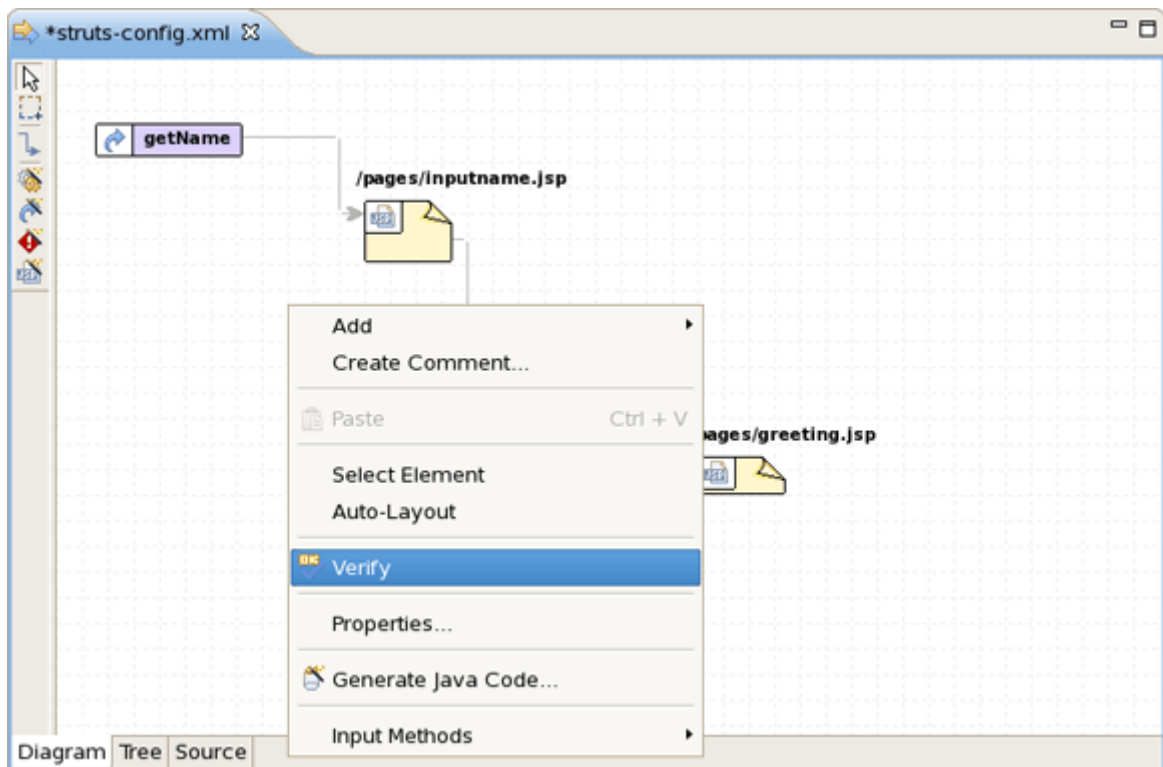 *struts-config.xml
getName
/pages/inputname.jsp
Add
Create Comment...
Paste Ctrl + V
ages/greeting.jsp
Select Element
Auto-Layout
Verify
Properties...
Generate Java Code...
Input Methods
Diagram Tree Source